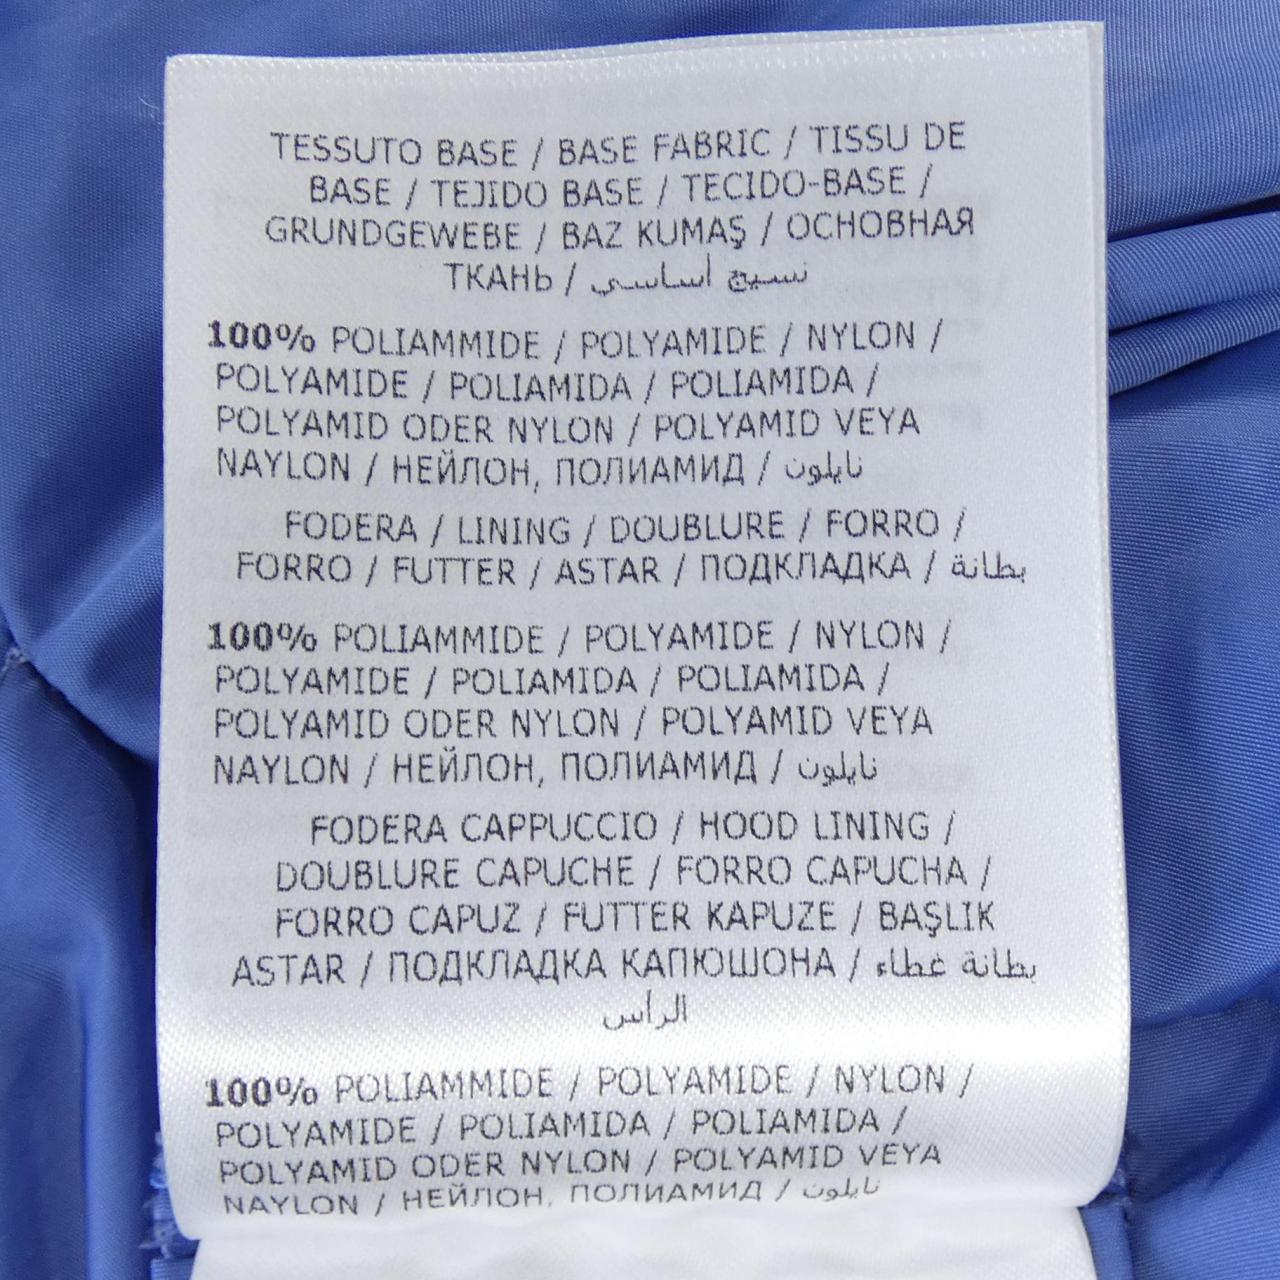 TESSUTO BASE / BASE FABRIC / TISSU DE
BASE / TEJIDO BASE / TECIDO-BASE /
GRUNDGEWEBE / BAZ KUMAŞ / ОСНОВНАЯ
ТКАНЬ / نسيج أساسي
100% POLIAMMIDE / POLYAMIDE / NYLON /
POLYAMIDE / POLIAMIDA / POLIAMIDA /
POLYAMID ODER NYLON / POLYAMID VEYA
NAYLON / НЕЙЛОН, ПОЛИАМИД / نايلون
FODERA / LINING / DOUBLURE / FORRO /
FORRO / FUTTER / ASTAR / ПОДКЛАДКА / بطانة
100% POLIAMMIDE / POLYAMIDE / NYLON /
POLYAMIDE / POLIAMIDA / POLIAMIDA /
POLYAMID ODER NYLON / POLYAMID VEYA
NAYLON / НЕЙЛОН, ПОЛИАМИД / نايلون
FODERA CAPPUCCIO / HOOD LINING /
DOUBLURE CAPUCHE / FORRO CAPUCHA /
FORRO CAPUZ / FUTTER KAPUZE / BAŞLIK
ASTAR / ПОДКЛАДКА КАПЮШОНА / بطانة غطاء
الرأس
100% POLIAMMIDE / POLYAMIDE / NYLON /
POLYAMIDE / POLIAMIDA / POLIAMIDA /
POLYAMID ODER NYLON / POLYAMID VEYA
NAYLON / НЕЙЛОН, ПОЛИАМИД / نايلون